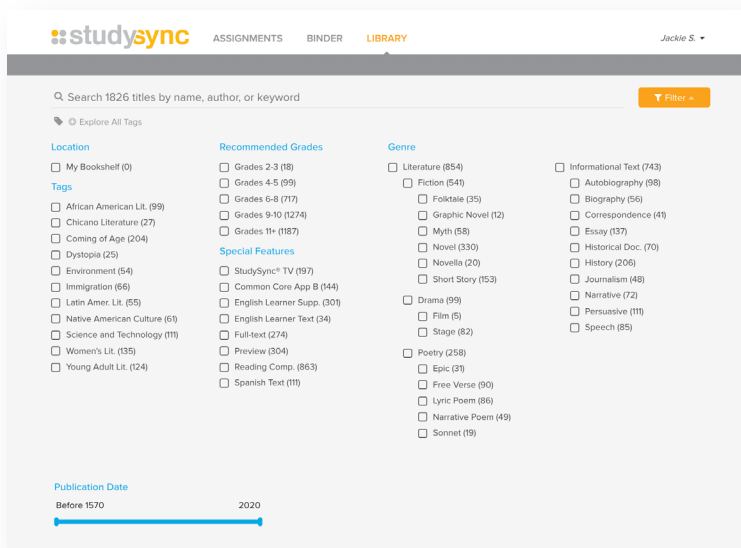 studysync ASSIGNMENTS BINDER LIBRARY Jackie S.
Search 1826 titles by name, author, or keyword
Filter
Explore All Tags
Location
My Bookshelf (0)
Tags
African American Lit. (99)
Chicano Literature (27)
Coming of Age (204)
Dystopia (25)
Environment (54)
Immigration (66)
Latin Amer. Lit. (55)
Native American Culture (61)
Science and Technology (111)
Women's Lit. (135)
Young Adult Lit. (124)
Recommended Grades
Grades 2-3 (18)
Grades 4-5 (99)
Grades 6-8 (717)
Grades 9-10 (1274)
Grades 11+ (1187)
Special Features
StudySync® TV (197)
Common Core App B (144)
English Learner Supp. (301)
English Learner Text (34)
Full-text (274)
Preview (304)
Reading Comp. (863)
Spanish Text (111)
Genre
Literature (854)
Fiction (541)
Folktale (35)
Graphic Novel (12)
Myth (58)
Novel (330)
Novella (20)
Short Story (153)
Drama (99)
Film (5)
Stage (82)
Poetry (258)
Epic (31)
Free Verse (90)
Lyric Poem (86)
Narrative Poem (49)
Sonnet (19)
Informational Text (743)
Autobiography (98)
Biography (56)
Correspondence (41)
Essay (137)
Historical Doc. (70)
History (206)
Journalism (48)
Narrative (72)
Persuasive (111)
Speech (85)
Publication Date
Before 1570 2020